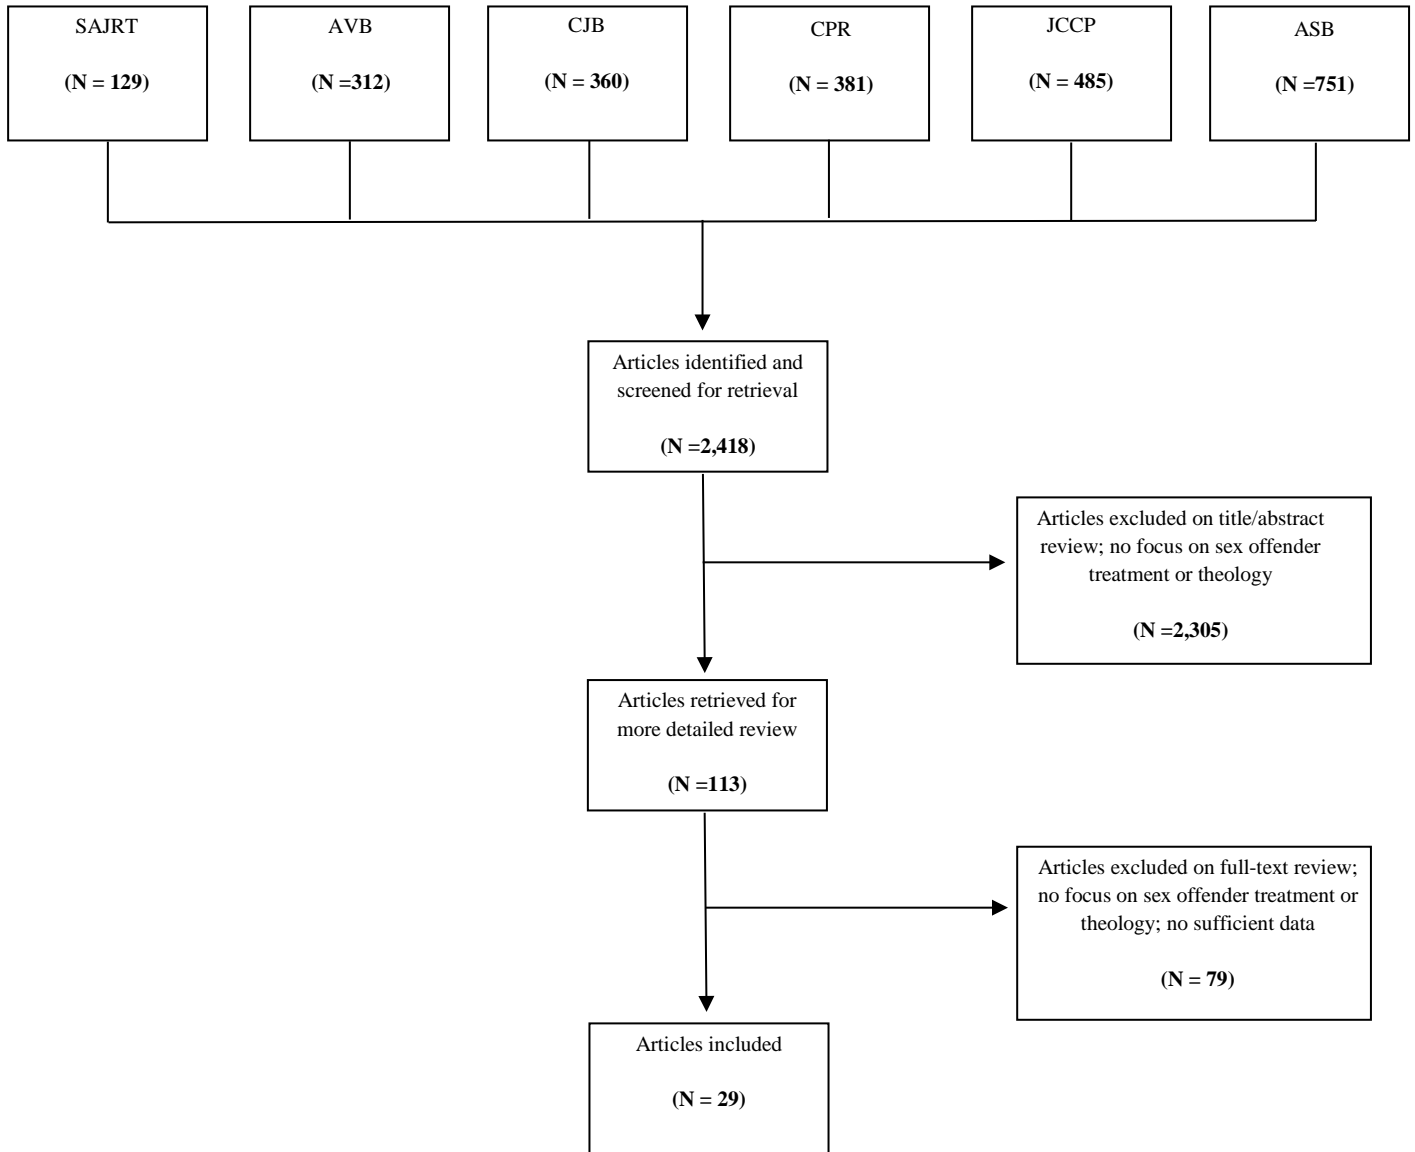 SAJRT
(N = 129)
AVB
(N =312)
CJB
(N = 360)
CPR
(N = 381)
JCCP
(N = 485)
ASB
(N =751)
Articles identified and
screened for retrieval
(N =2,418)
Articles excluded on title/abstract
review; no focus on sex offender
treatment or theology
(N =2,305)
Articles retrieved for
more detailed review
(N =113)
Articles excluded on full-text review;
no focus on sex offender treatment or
theology; no sufficient data
(N = 79)
Articles included
(N = 29)